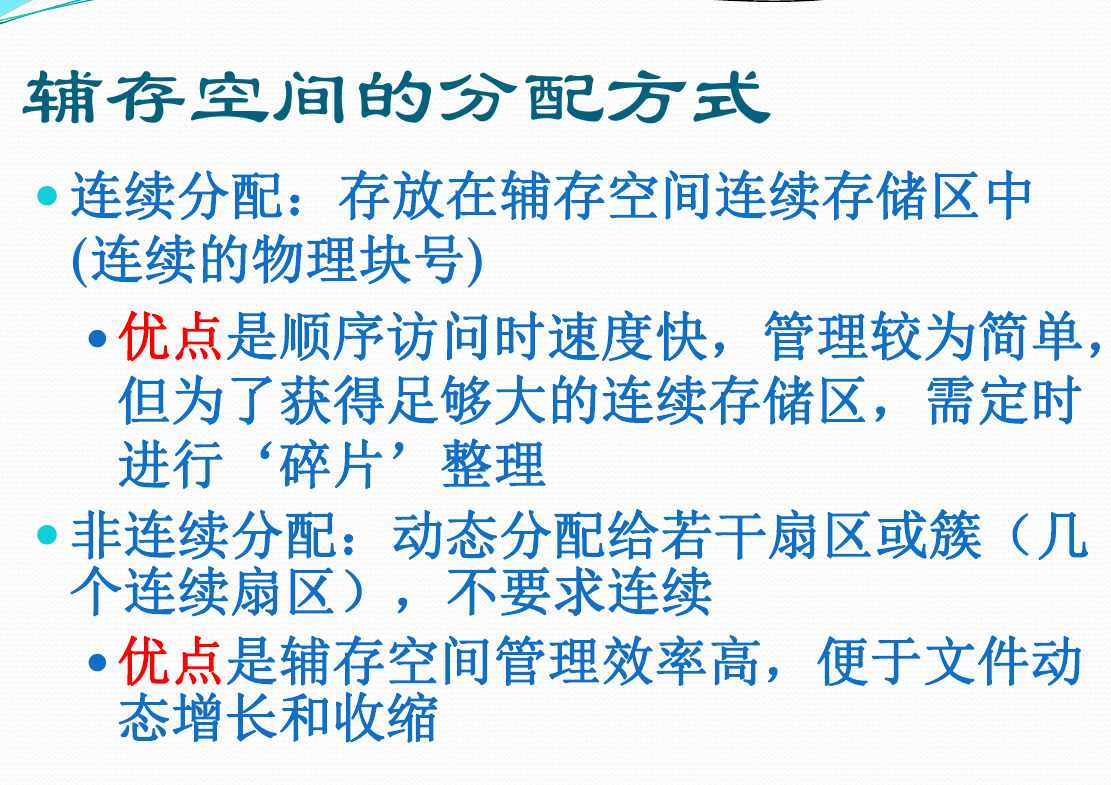 辅存空间的分配方式
连续分配：存放在辅存空间连续存储区中
(连续的物理块号)
优点是顺序访问时速度快，管理较为简单，
但为了获得足够大的连续存储区，需定时
进行‘碎片’整理
非连续分配：动态分配给若干扇区或簇（几
个连续扇区），不要求连续
优点是辅存空间管理效率高，便于文件动
态增长和收缩